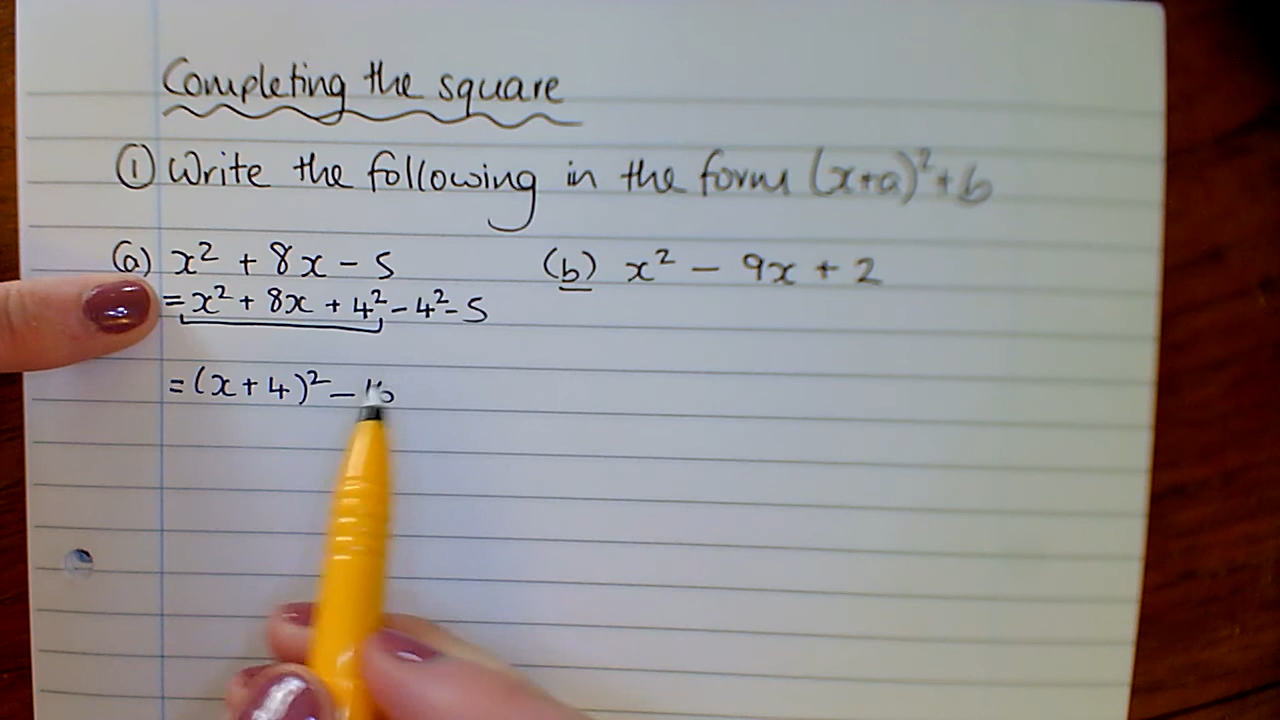 Completing the square
① Write the following in the form (x+a)² + b
(a) x² + 8x - 5 (b) x² - 9x + 2
= x² + 8x + 4² - 4² - 5
= (x + 4)² - 16